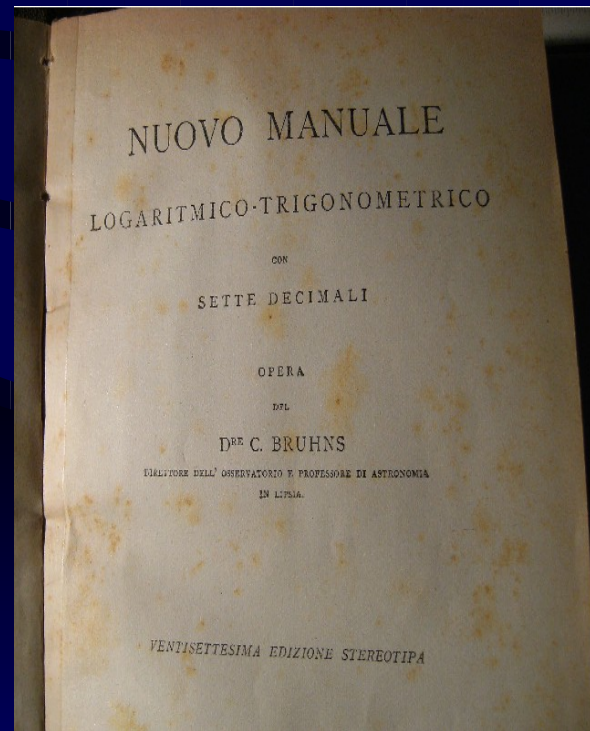 NUOVO MANUALE
LOGARITMICO-TRIGONOMETRICO
CON
SETTE DECIMALI
OPERA
DEL
DRE C. BRUHNS
DIRETTORE DELL' OSSERVATORIO E PROFESSORE DI ASTRONOMIA
IN LIPSIA.
VENTISETTESIMA EDIZIONE STEREOTIPA